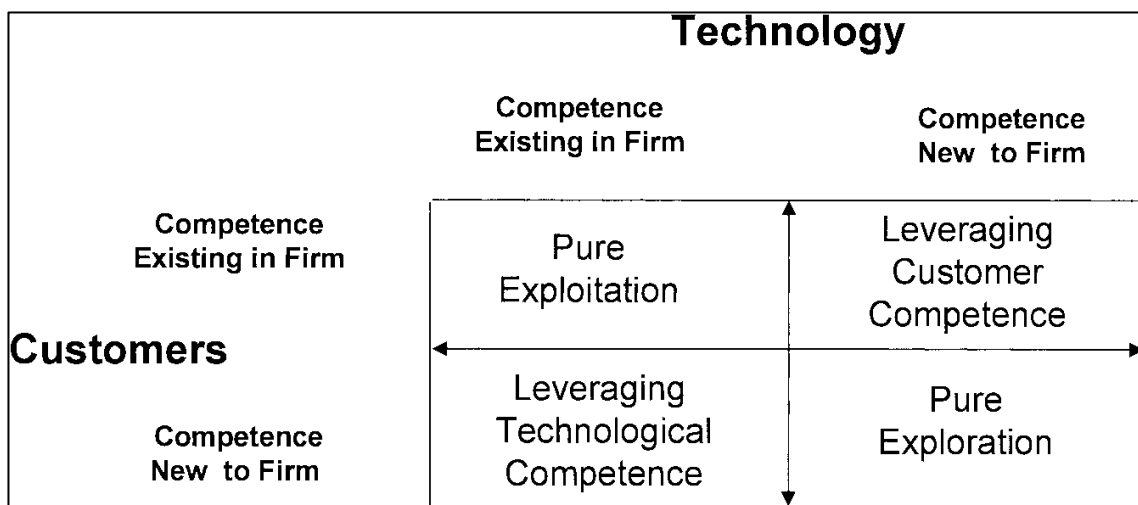 Technology
Competence
Existing in Firm
Competence
New to Firm
Competence
Existing in Firm
Pure
Exploitation
Leveraging
Customer
Competence
Customers
Leveraging
Technological
Competence
Pure
Exploration
Competence
New to Firm